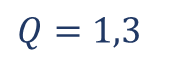 Q = 1,3